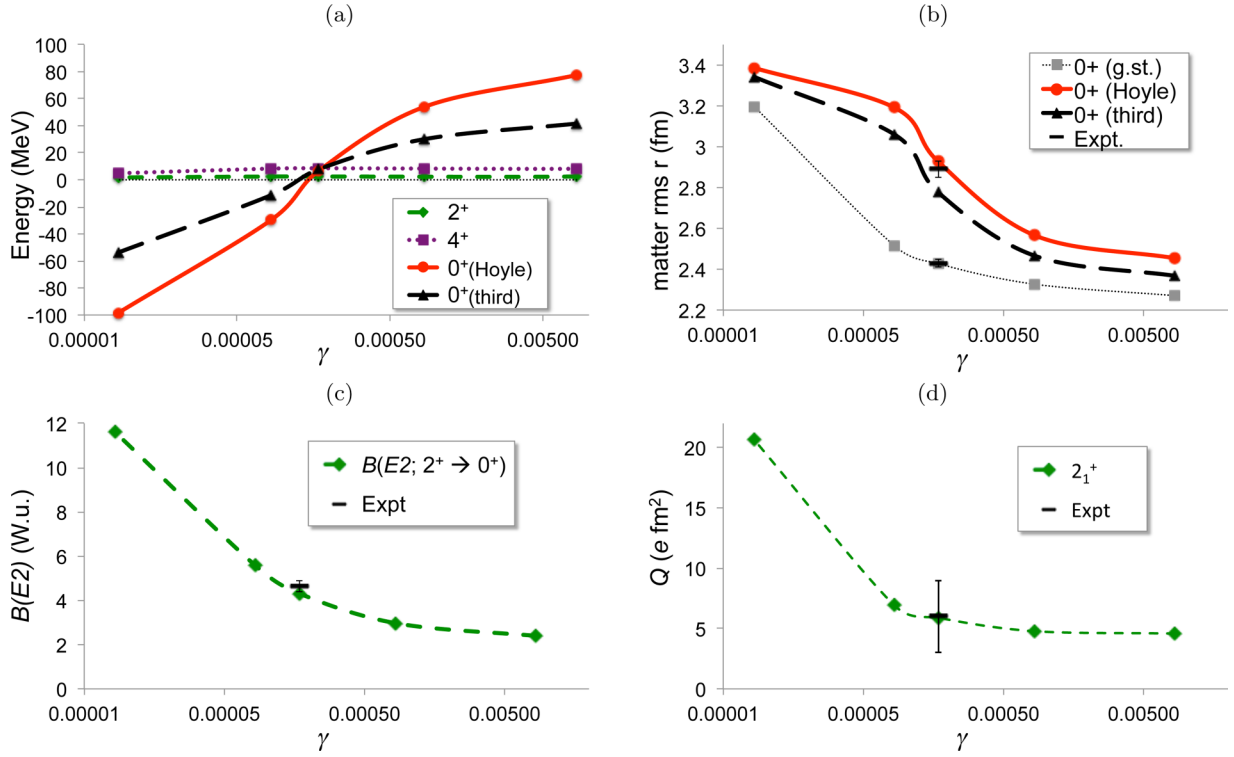 (a)
Energy (MeV)
100
80
60
40
20
0
-20
-40
-60
-80
-100
2⁺
4⁺
0⁺(Hoyle)
0⁺(third)
0.00001
0.00005
0.00050
0.00500
γ
(b)
matter rms r (fm)
3.4
3.2
3
2.8
2.6
2.4
2.2
0+ (g.st.)
0+ (Hoyle)
0+ (third)
Expt.
0.00001
0.00005
0.00050
0.00500
γ
(c)
B(E2) (W.u.)
12
10
8
6
4
2
0
B(E2; 2⁺ → 0⁺)
Expt
0.00001
0.00005
0.00050
0.00500
γ
(d)
Q (e fm²)
20
15
10
5
0
2₁⁺
Expt
0.00001
0.00005
0.00050
0.00500
γ